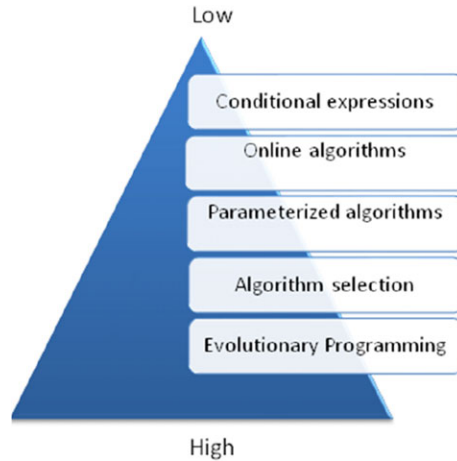 Low
Conditional expressions
Online algorithms
Parameterized algorithms
Algorithm selection
Evolutionary Programming
High